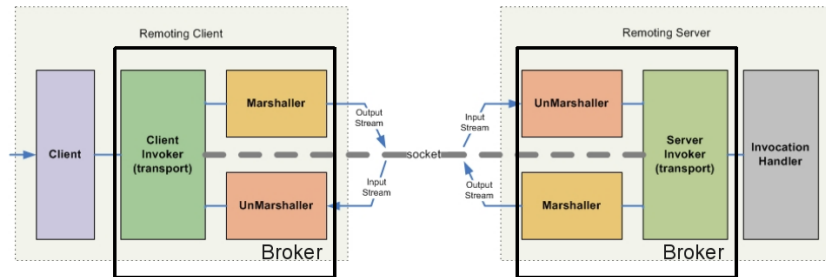 Remoting Client
Remoting Server
Client
Client
Invoker
(transport)
Marshaller
UnMarshaller
Broker
Output
Stream
Input
Stream
socket
Input
Stream
Output
Stream
UnMarshaller
Marshaller
Server
Invoker
(transport)
Broker
Invocation
Handler